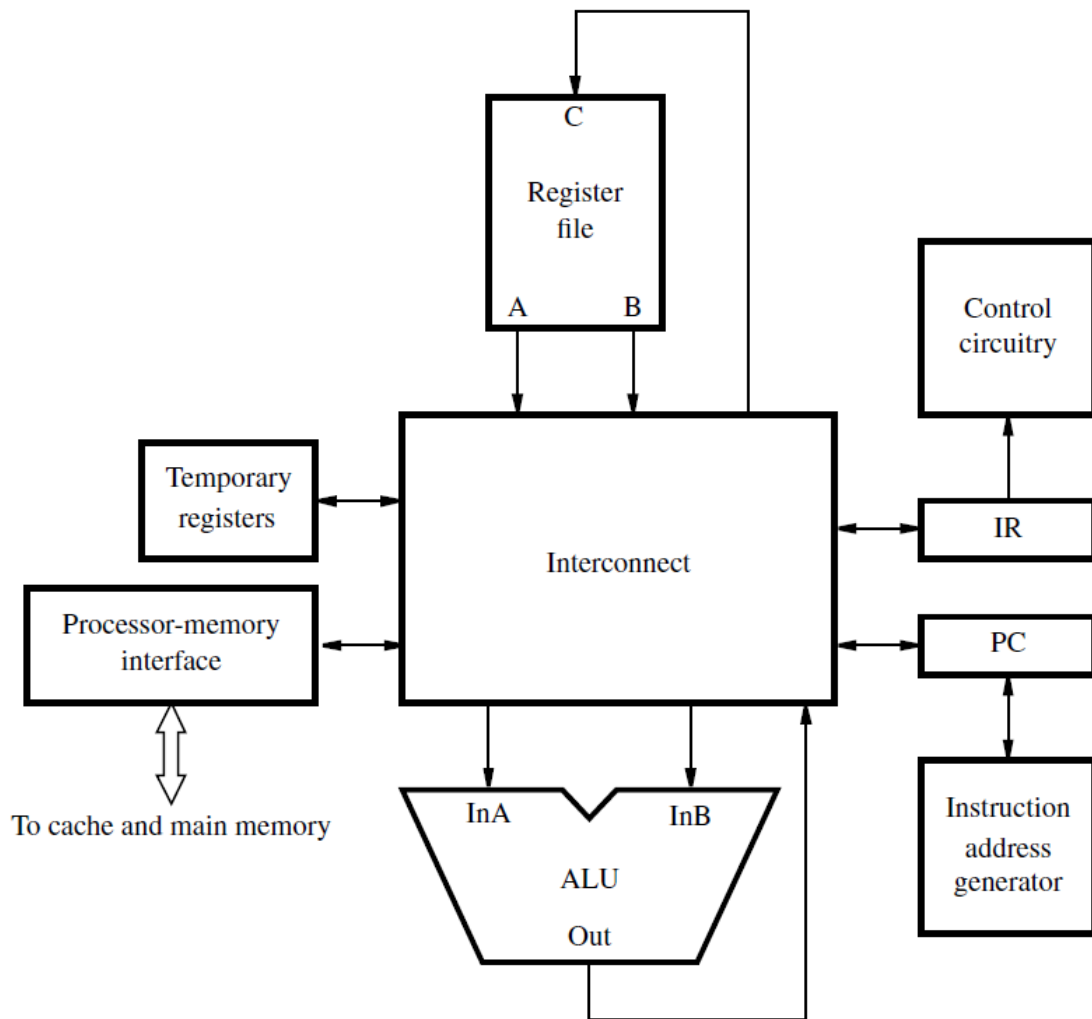 C
Register
file
A
B
Control
circuitry
Temporary
registers
Interconnect
IR
Processor-memory
interface
PC
To cache and main memory
InA
InB
ALU
Out
Instruction
address
generator